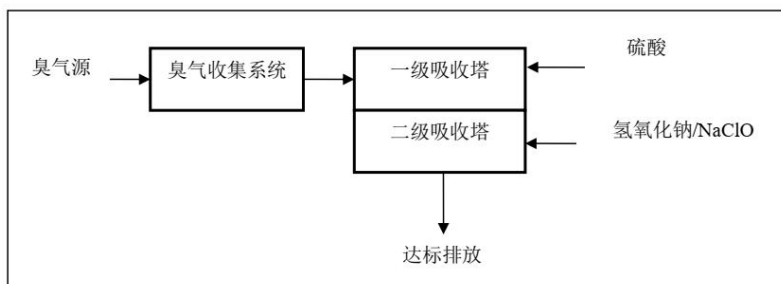 臭气源
臭气收集系统
一级吸收塔
硫酸
二级吸收塔
氢氧化钠/NaClO
达标排放